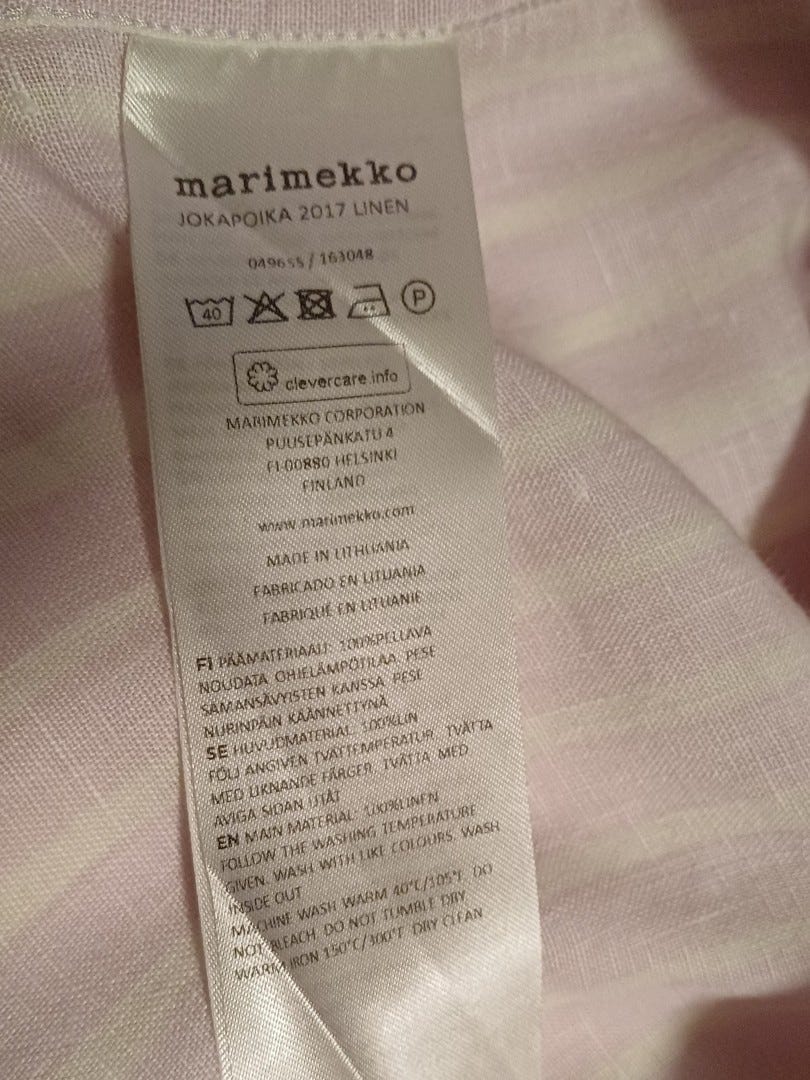 marimekko
JOKAPOIKA 2017 LINEN
049655 / 163048
40
P
clevercare.info
MARIMEKKO CORPORATION
PUUSEPÄNKATU 4
FI-00880 HELSINKI
FINLAND
www.marimekko.com
MADE IN LITHUANIA
FABRICADO EN LITUANIA
FABRIQUÉ EN LITUANIE
FI PÄÄMATERIAALI: 100%PELLAVA
NOUDATA OHJELÄMPÖTILAA. PESE
SAMANSÄVYISTEN KANSSA. PESE
NURINPÄIN KÄÄNNETTYNÄ
SE HUVUDMATERIAL: 100%LIN
FÖLJ ANGIVEN TVÄTTEMPERATUR. TVÄTTA
MED LIKNANDE FÄRGER. TVÄTTA MED
AVIGA SIDAN UTÅT
EN MAIN MATERIAL: 100%LINEN
FOLLOW THE WASHING TEMPERATURE
GIVEN. WASH WITH LIKE COLOURS. WASH
INSIDE OUT
MACHINE WASH WARM 40°C/105°F DO
NOT BLEACH DO NOT TUMBLE DRY
WARM IRON 150°C/300°F DRY CLEAN